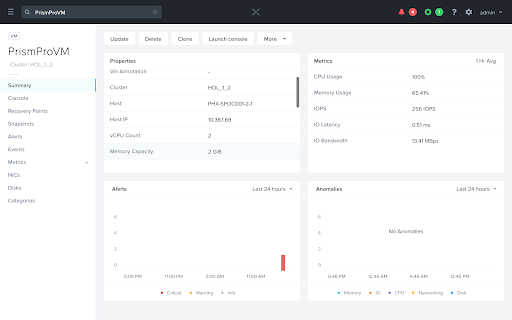 PrismProVM
4
1
?
admin
VM
PrismProVM
Cluster HOL_1_2
Summary
Console
Recovery Points
Snapshots
Alerts
Events
Metrics
NICs
Disks
Categories
Update Delete Clone Launch console More
Properties
Vm Annotation -
Cluster HOL_1_2
Host PHX-SPOC001-2-1
Host IP 10.38.1.69
vCPU Count 2
Memory Capacity 2 GiB
Metrics 1 Hr Avg
CPU Usage 100%
Memory Usage 65.41%
IOPS 256 IOPS
IO Latency 0.51 ms
IO Bandwidth 13.41 MBps
Alerts Last 24 hours
6
4
2
0
5:00 PM 11:00 PM 5:00 AM 11:00 AM
Critical Warning Info
Anomalies Last 24 hours
6
4
2
0
No Anomalies
6:46 PM 12:46 AM 6:46 AM 12:46 PM
Memory IO CPU Networking Disk